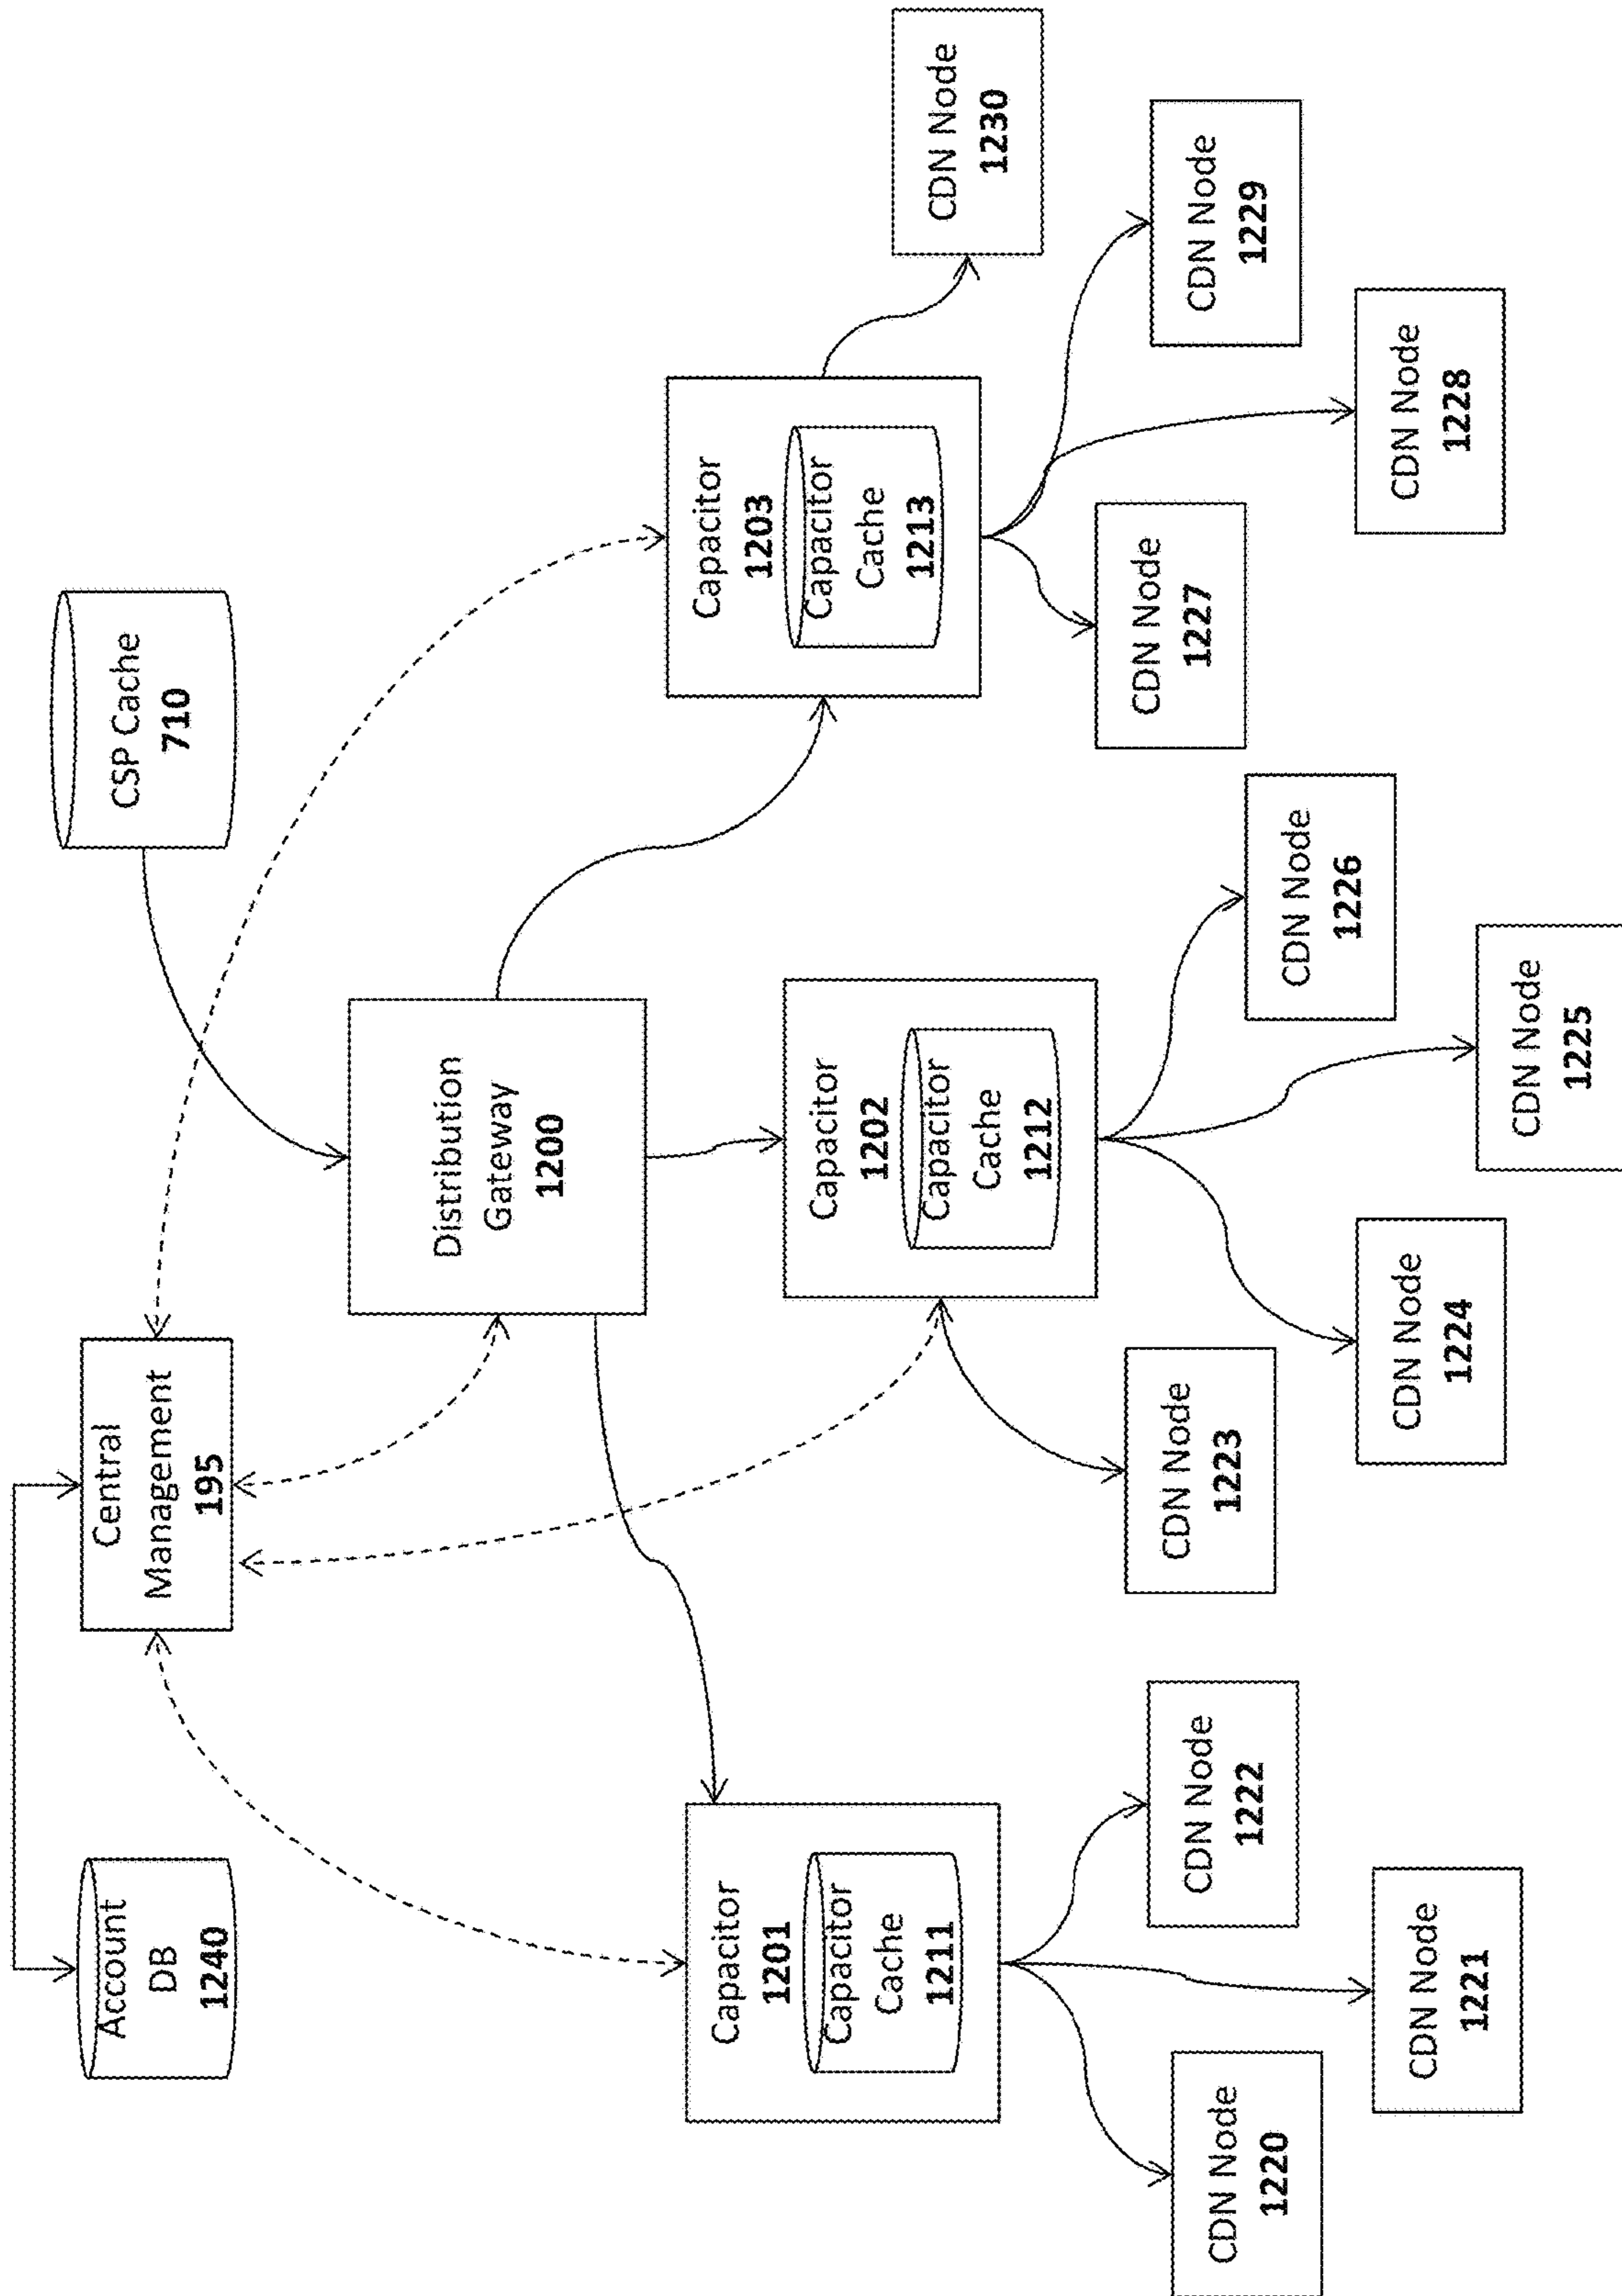 Account
DB
1240
Central
Management
195
CSP Cache
710
Distribution
Gateway
1200
Capacitor
1201
Capacitor
Cache
1211
Capacitor
1202
Capacitor
Cache
1212
Capacitor
1203
Capacitor
Cache
1213
CDN Node
1220
CDN Node
1221
CDN Node
1222
CDN Node
1223
CDN Node
1224
CDN Node
1225
CDN Node
1226
CDN Node
1227
CDN Node
1228
CDN Node
1229
CDN Node
1230